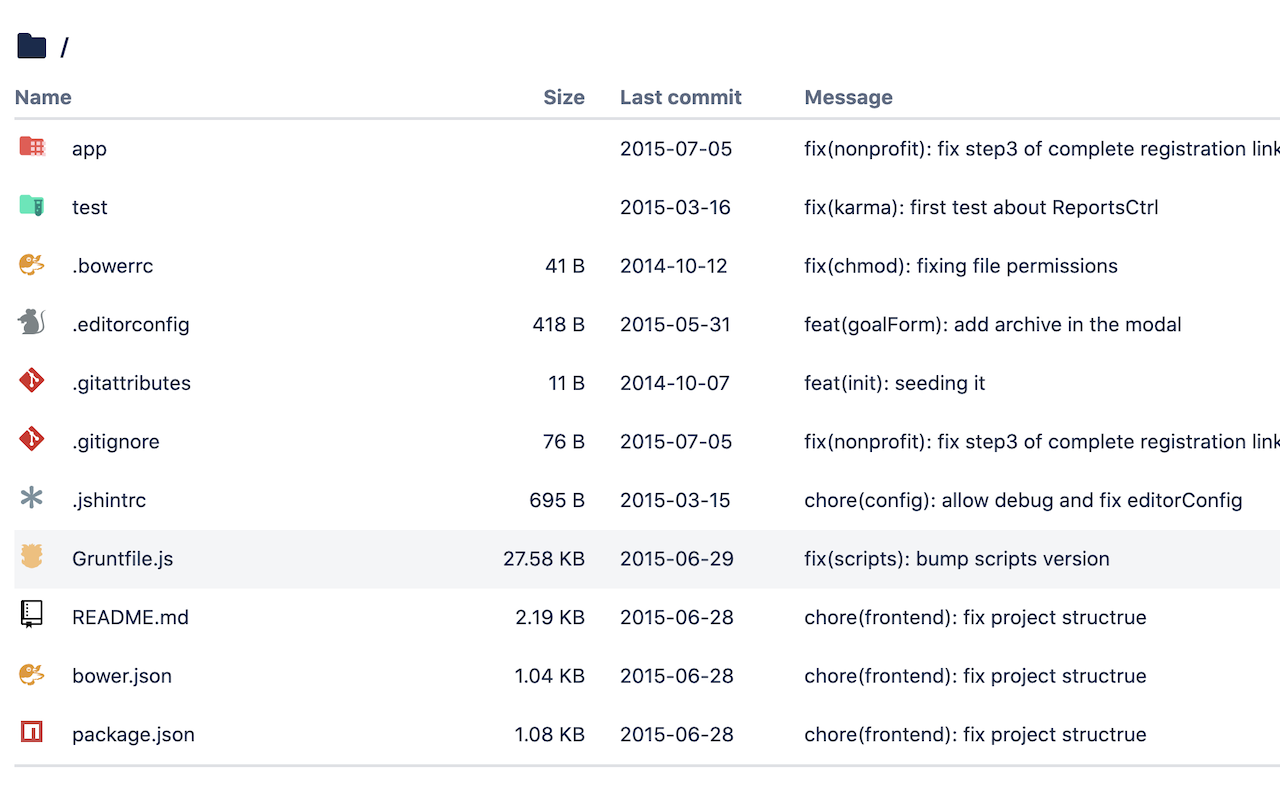 /
Name Size Last commit Message
app 2015-07-05 fix(nonprofit): fix step3 of complete registration link
test 2015-03-16 fix(karma): first test about ReportsCtrl
.bowerrc 41 B 2014-10-12 fix(chmod): fixing file permissions
.editorconfig 418 B 2015-05-31 feat(goalForm): add archive in the modal
.gitattributes 11 B 2014-10-07 feat(init): seeding it
.gitignore 76 B 2015-07-05 fix(nonprofit): fix step3 of complete registration link
.jshintrc 695 B 2015-03-15 chore(config): allow debug and fix editorConfig
Gruntfile.js 27.58 KB 2015-06-29 fix(scripts): bump scripts version
README.md 2.19 KB 2015-06-28 chore(frontend): fix project structrue
bower.json 1.04 KB 2015-06-28 chore(frontend): fix project structrue
package.json 1.08 KB 2015-06-28 chore(frontend): fix project structrue